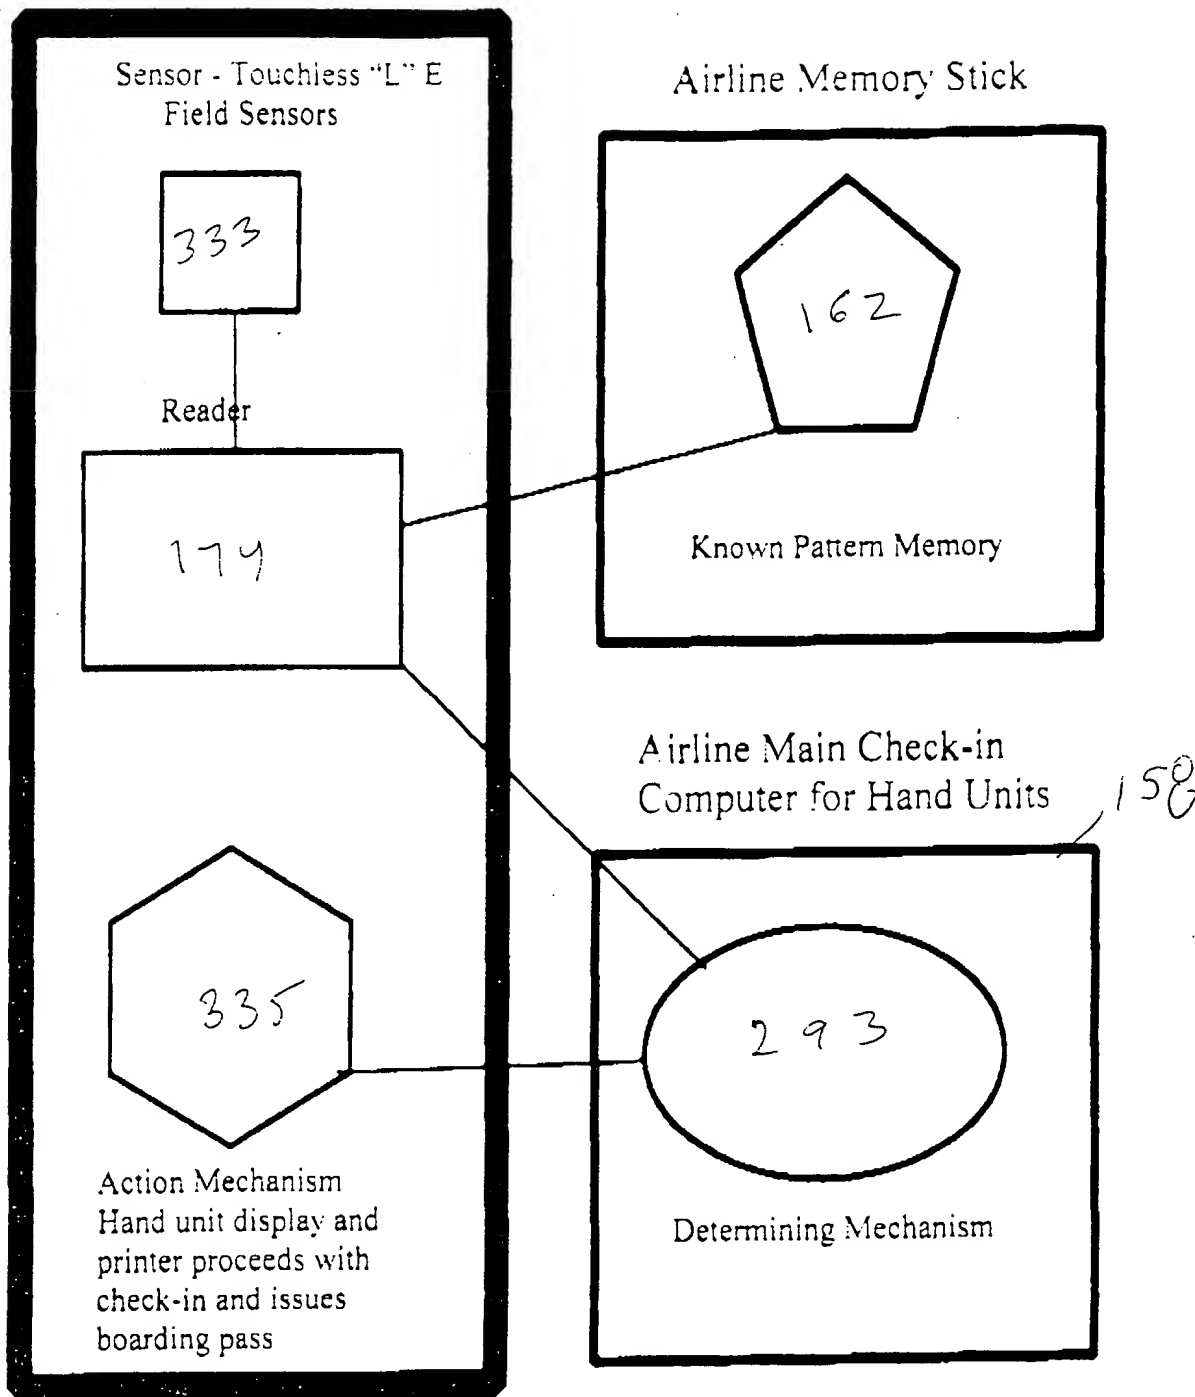 Sensor - Touchless “L” E
Field Sensors
333
Reader
174
335
Action Mechanism
Hand unit display and
printer proceeds with
check-in and issues
boarding pass
Airline Memory Stick
162
Known Pattern Memory
Airline Main Check-in
Computer for Hand Units
158
293
Determining Mechanism